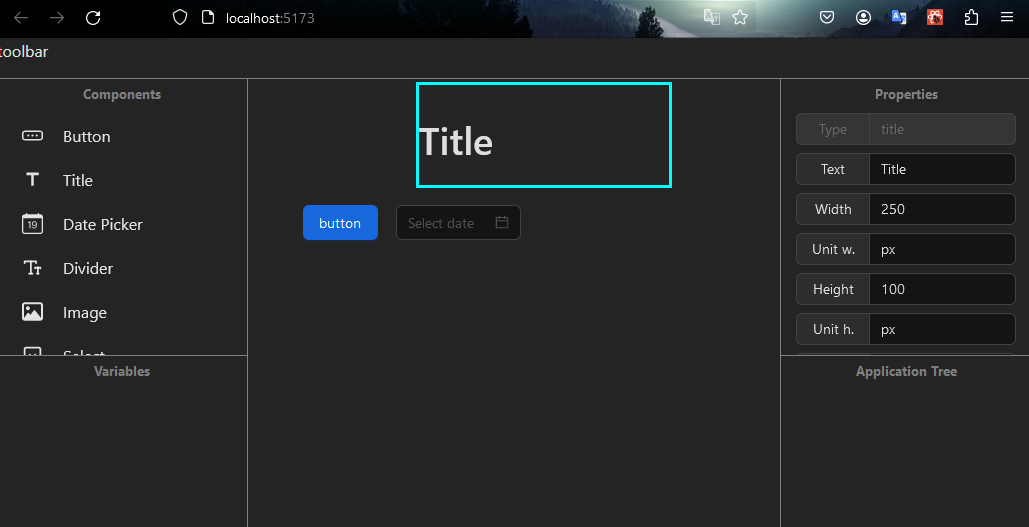 localhost:5173
toolbar
Components
Button
Title
19
Date Picker
Divider
Image
Select
Variables
Title
button
Select date
Properties
Type title
Text Title
Width 250
Unit w. px
Height 100
Unit h. px
Application Tree